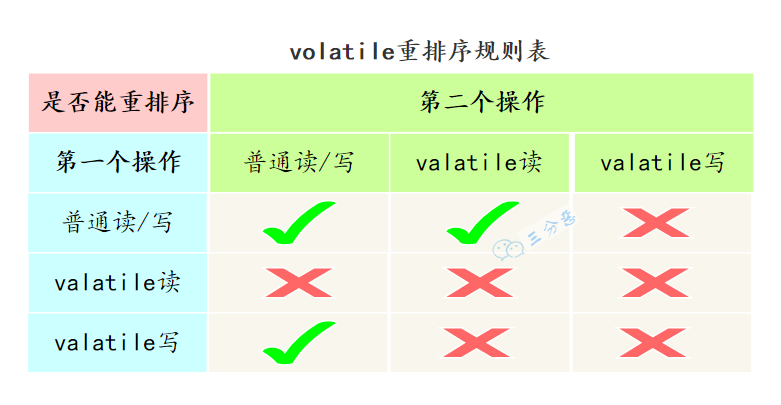 volatile重排序规则表
是否能重排序 第二个操作
第一个操作 普通读/写 valatile读 valatile写
普通读/写
三分恶
valatile读
valatile写